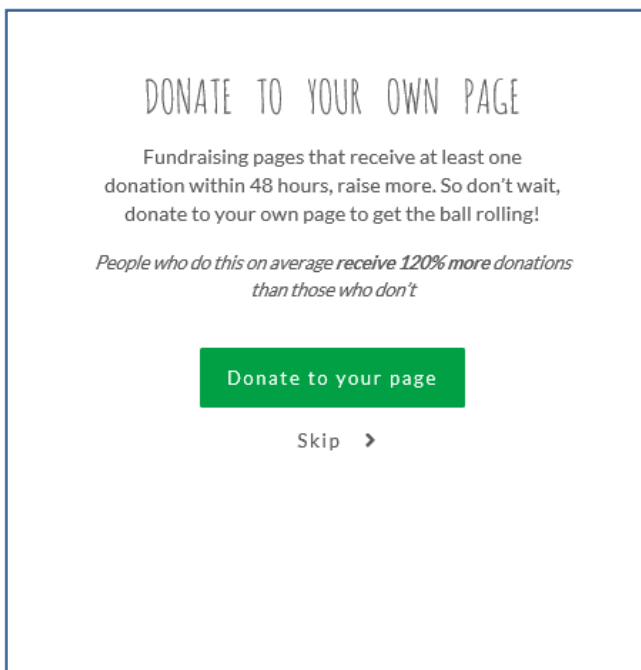 DONATE TO YOUR OWN PAGE
Fundraising pages that receive at least one
donation within 48 hours, raise more. So don't wait,
donate to your own page to get the ball rolling!
People who do this on average receive 120% more donations
than those who don't
Donate to your page
Skip